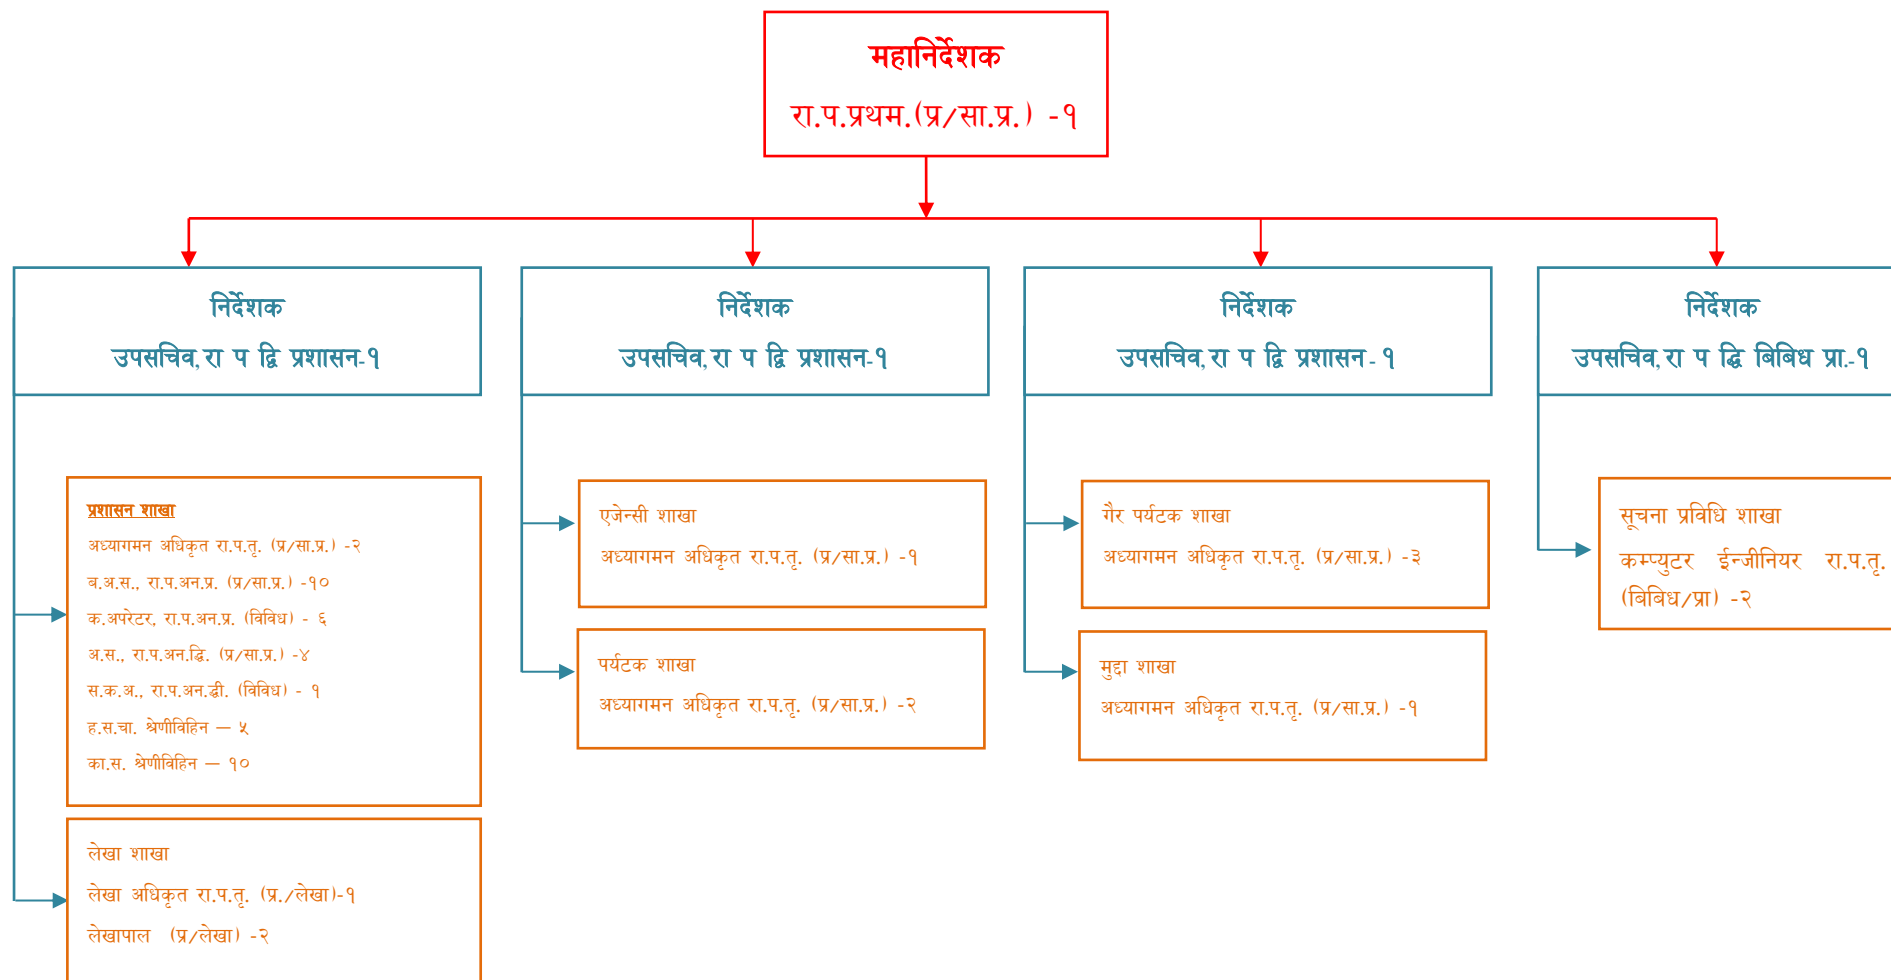 महानिर्देशक
रा.प.प्रथम.(प्र/सा.प्र.) -१
निर्देशक
उपसचिव,रा प द्वि प्रशासन-१
निर्देशक
उपसचिव,रा प द्वि प्रशासन-१
निर्देशक
उपसचिव,रा प द्वि प्रशासन - १
निर्देशक
उपसचिव,रा प द्धि बिबिध प्रा.-१
प्रशासन शाखा
अध्यागमन अधिकृत रा.प.तृ. (प्र/सा.प्र.) -२
ब.अ.स., रा.प.अन.प्र. (प्र/सा.प्र.) -१०
क.अपरेटर, रा.प.अन.प्र. (विविध) - ६
अ.स., रा.प.अन.द्धि. (प्र/सा.प्र.) -४
स.क.अ., रा.प.अन.द्धी. (विविध) - १
ह.स.चा. श्रेणीविहिन — ५
का.स. श्रेणीविहिन — १०
लेखा शाखा
लेखा अधिकृत रा.प.तृ. (प्र./लेखा)-१
लेखापाल (प्र/लेखा) -२
एजेन्सी शाखा
अध्यागमन अधिकृत रा.प.तृ. (प्र/सा.प्र.) -१
पर्यटक शाखा
अध्यागमन अधिकृत रा.प.तृ. (प्र/सा.प्र.) -२
गैर पर्यटक शाखा
अध्यागमन अधिकृत रा.प.तृ. (प्र/सा.प्र.) -३
मुद्दा शाखा
अध्यागमन अधिकृत रा.प.तृ. (प्र/सा.प्र.) -१
सूचना प्रविधि शाखा
कम्प्युटर ईन्जीनियर रा.प.तृ.
(बिबिध/प्रा) -२